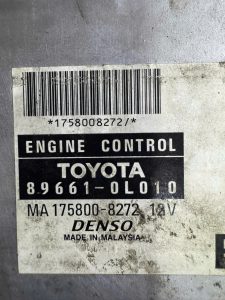 *1758008272/*
ENGINE CONTROL
TOYOTA
89661-0L010
MA 175800-8272 12V
DENSO
MADE IN MALAYSIA